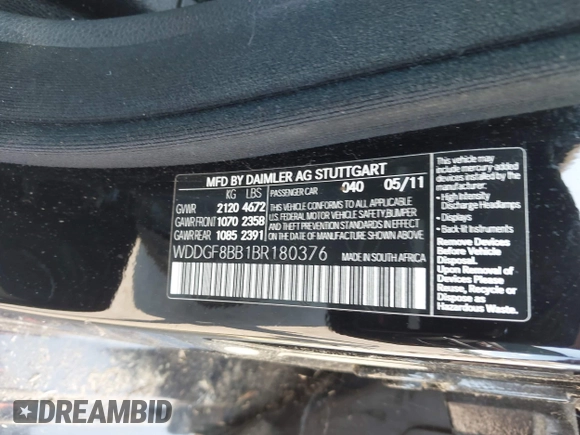 MFD BY DAIMLER AG STUTTGART
KG LBS
GVWR 2120 4672
GAWR FRONT 1070 2358
GAWR REAR 1085 2391
PASSENGER CAR 040 05/11
THIS CAR CONFORMS TO ALL APPLICABLE
U.S. FEDERAL MOTOR VEHICLE SAFETY, BUMPER
AND THEFT PREVENTION STANDARDS IN EFFECT
ON THE DATE OF MANUFACTURE SHOWN ABOVE.
WDDGF8BB1BR180376
MADE IN SOUTH AFRICA
This vehicle may
include mercury-added
devices installed by
the manufacturer:
- High Intensity
Discharge Headlamp
- Displays
- Back-lit Instruments
Remove Devices
Before Vehicle Disposal.
Upon Removal of
Devices Please
Reuse, Recycle or
Dispose as
Hazardous Waste.
DREAMBID